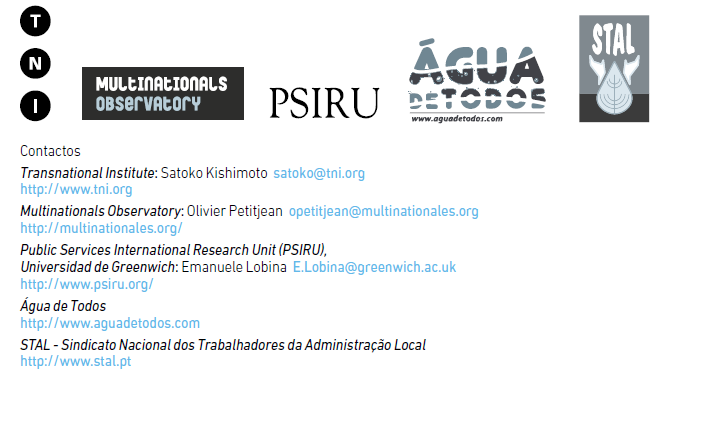 T
N
I
MULTINATIONALS
OBSERVATORY
PSIRU
ÁGUA
DETODOS
www.aguadetodos.com
STAL
Contactos
Transnational Institute: Satoko Kishimoto satoko@tni.org
http://www.tni.org
Multinationals Observatory: Olivier Petitjean opetitjean@multinationales.org
http://multinationales.org/
Public Services International Research Unit (PSIRU),
Universidad de Greenwich: Emanuele Lobina E.Lobina@greenwich.ac.uk
http://www.psiru.org/
Água de Todos
http://www.aguadetodos.com
STAL - Sindicato Nacional dos Trabalhadores da Administração Local
http://www.stal.pt